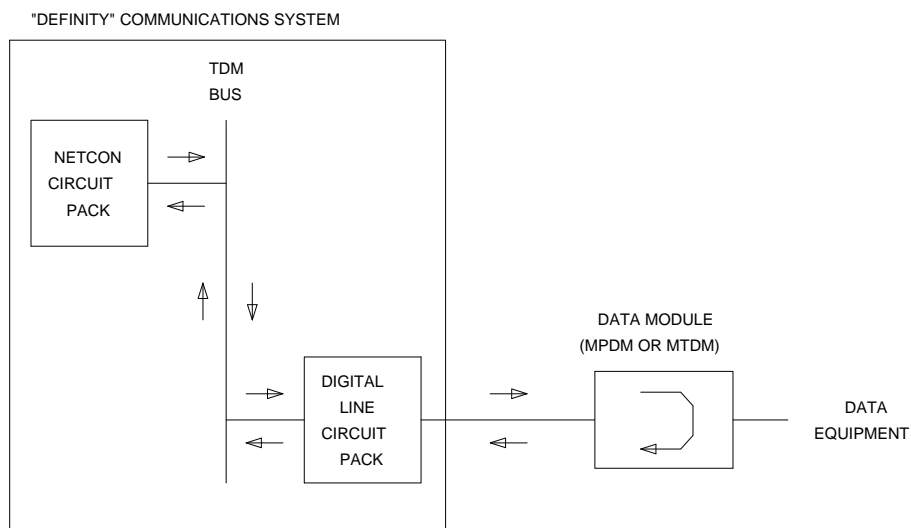 "DEFINITY" COMMUNICATIONS SYSTEM
TDM
BUS
NETCON
CIRCUIT
PACK
DATA MODULE
(MPDM OR MTDM)
DIGITAL
LINE
CIRCUIT
PACK
DATA
EQUIPMENT